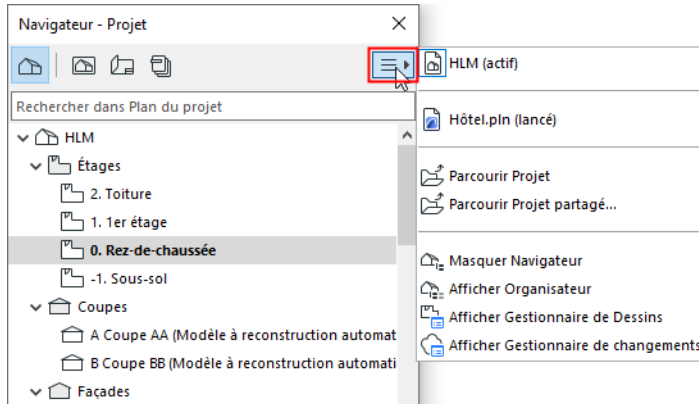 Navigateur - Projet
Rechercher dans Plan du projet
HLM
Étages
2. Toiture
1. 1er étage
0. Rez-de-chaussée
-1. Sous-sol
Coupes
A Coupe AA (Modèle à reconstruction automat
B Coupe BB (Modèle à reconstruction automati
Façades
HLM (actif)
Hôtel.pln (lancé)
Parcourir Projet
Parcourir Projet partagé...
Masquer Navigateur
Afficher Organisateur
Afficher Gestionnaire de Dessins
Afficher Gestionnaire de changements